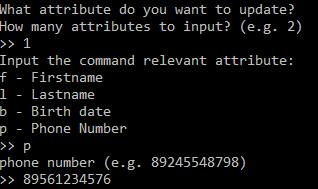 What attribute do you want to update?
How many attributes to input? (e.g. 2)
>> 1
Input the command relevant attribute:
f - Firstname
l - Lastname
b - Birth date
p - Phone Number
>> p
phone number (e.g. 89245548798)
>> 89561234576